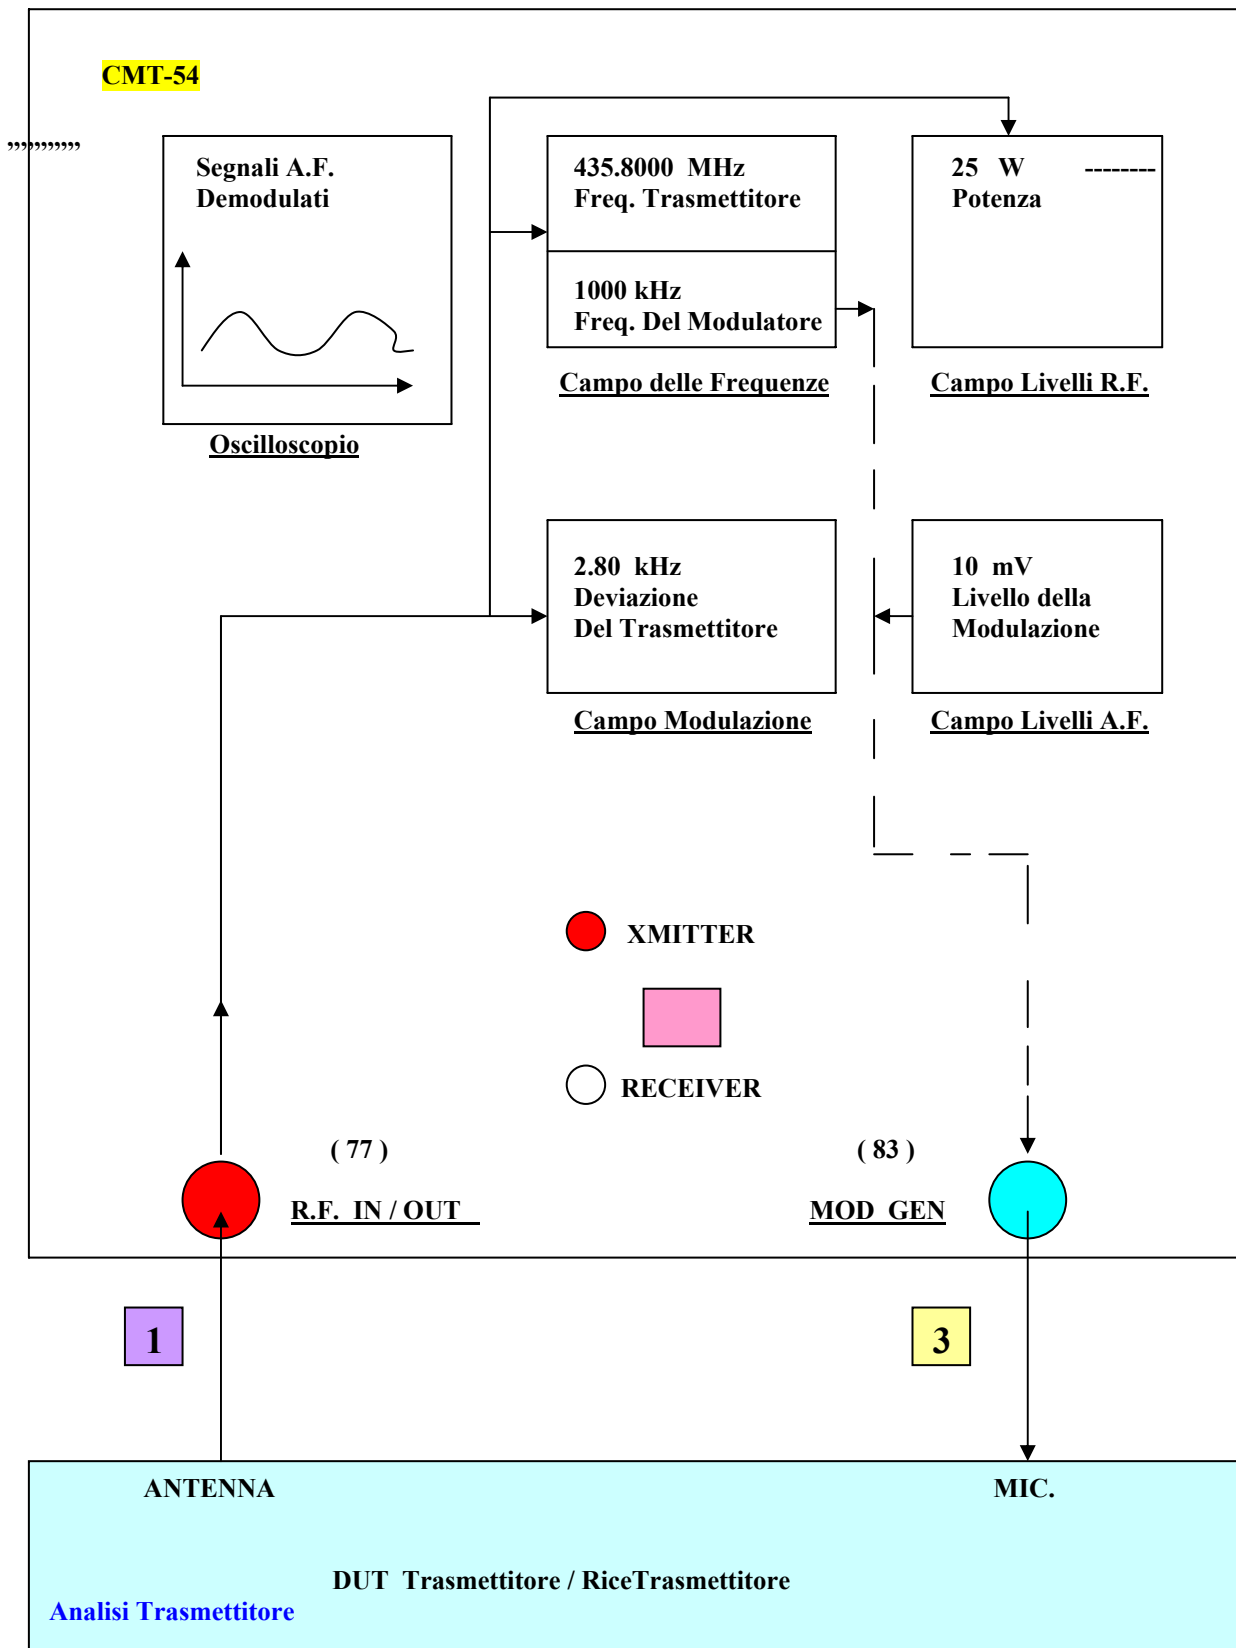 CMT-54
,,,,,,,,,,,
Segnali A.F.
Demodulati
Oscilloscopio
435.8000 MHz
Freq. Trasmettitore
1000 kHz
Freq. Del Modulatore
Campo delle Frequenze
25 W --------
Potenza
Campo Livelli R.F.
2.80 kHz
Deviazione
Del Trasmettitore
Campo Modulazione
10 mV
Livello della
Modulazione
Campo Livelli A.F.
XMITTER
RECEIVER
( 77 )
R.F. IN / OUT
( 83 )
MOD GEN
1
3
ANTENNA
MIC.
DUT Trasmettitore / RiceTrasmettitore
Analisi Trasmettitore